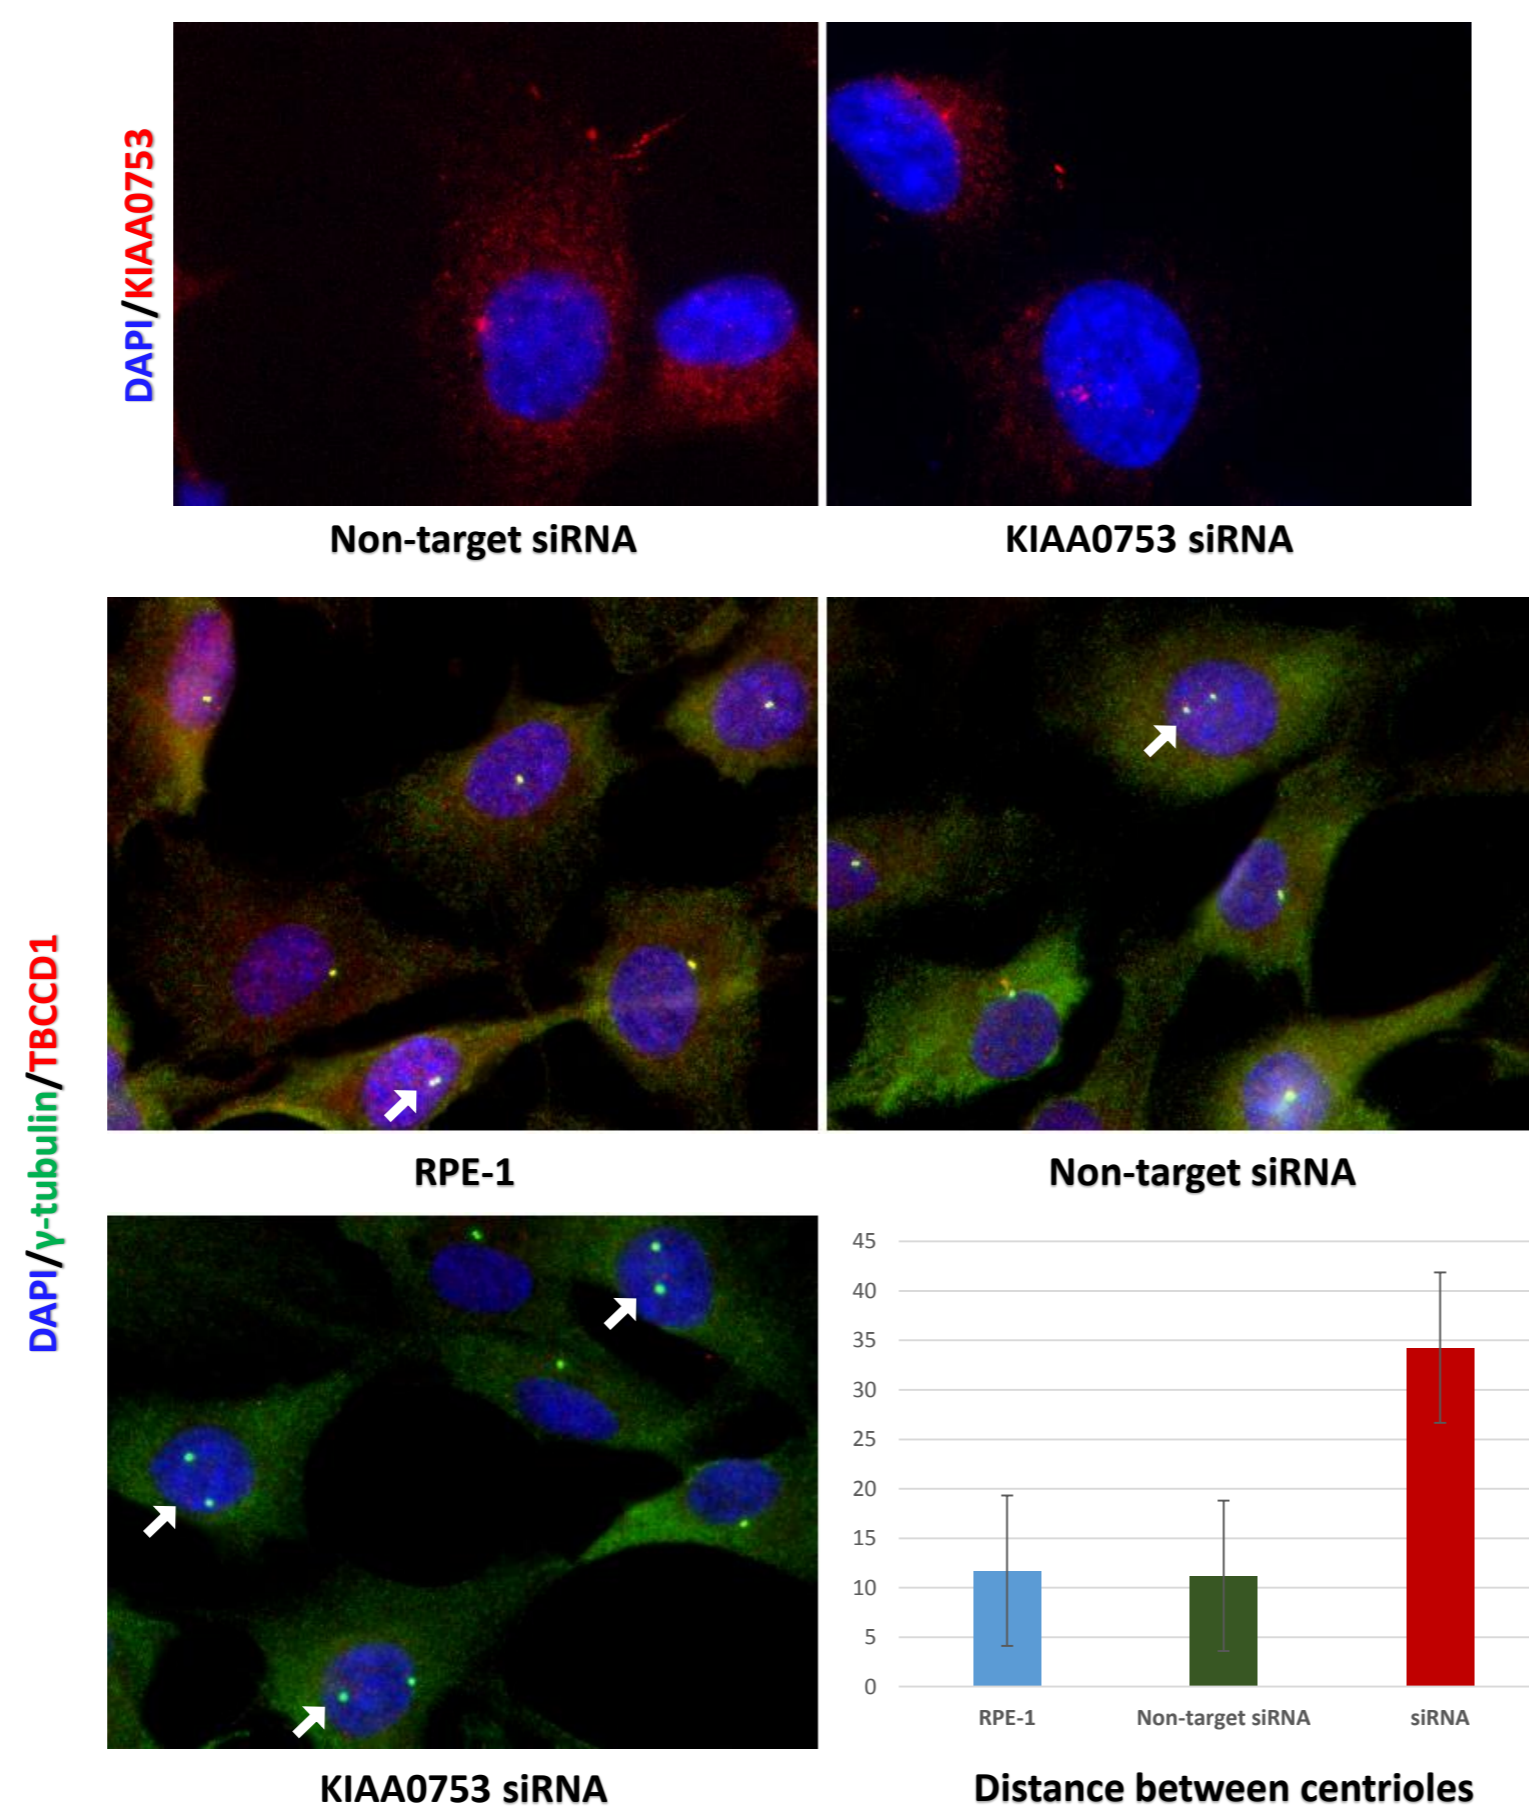 DAPI/KIAA0753
Non-target siRNA
KIAA0753 siRNA
DAPI/γ-tubulin/TBCCD1
RPE-1
Non-target siRNA
KIAA0753 siRNA
45
40
35
30
25
20
15
10
5
0
RPE-1
Non-target siRNA
siRNA
Distance between centrioles